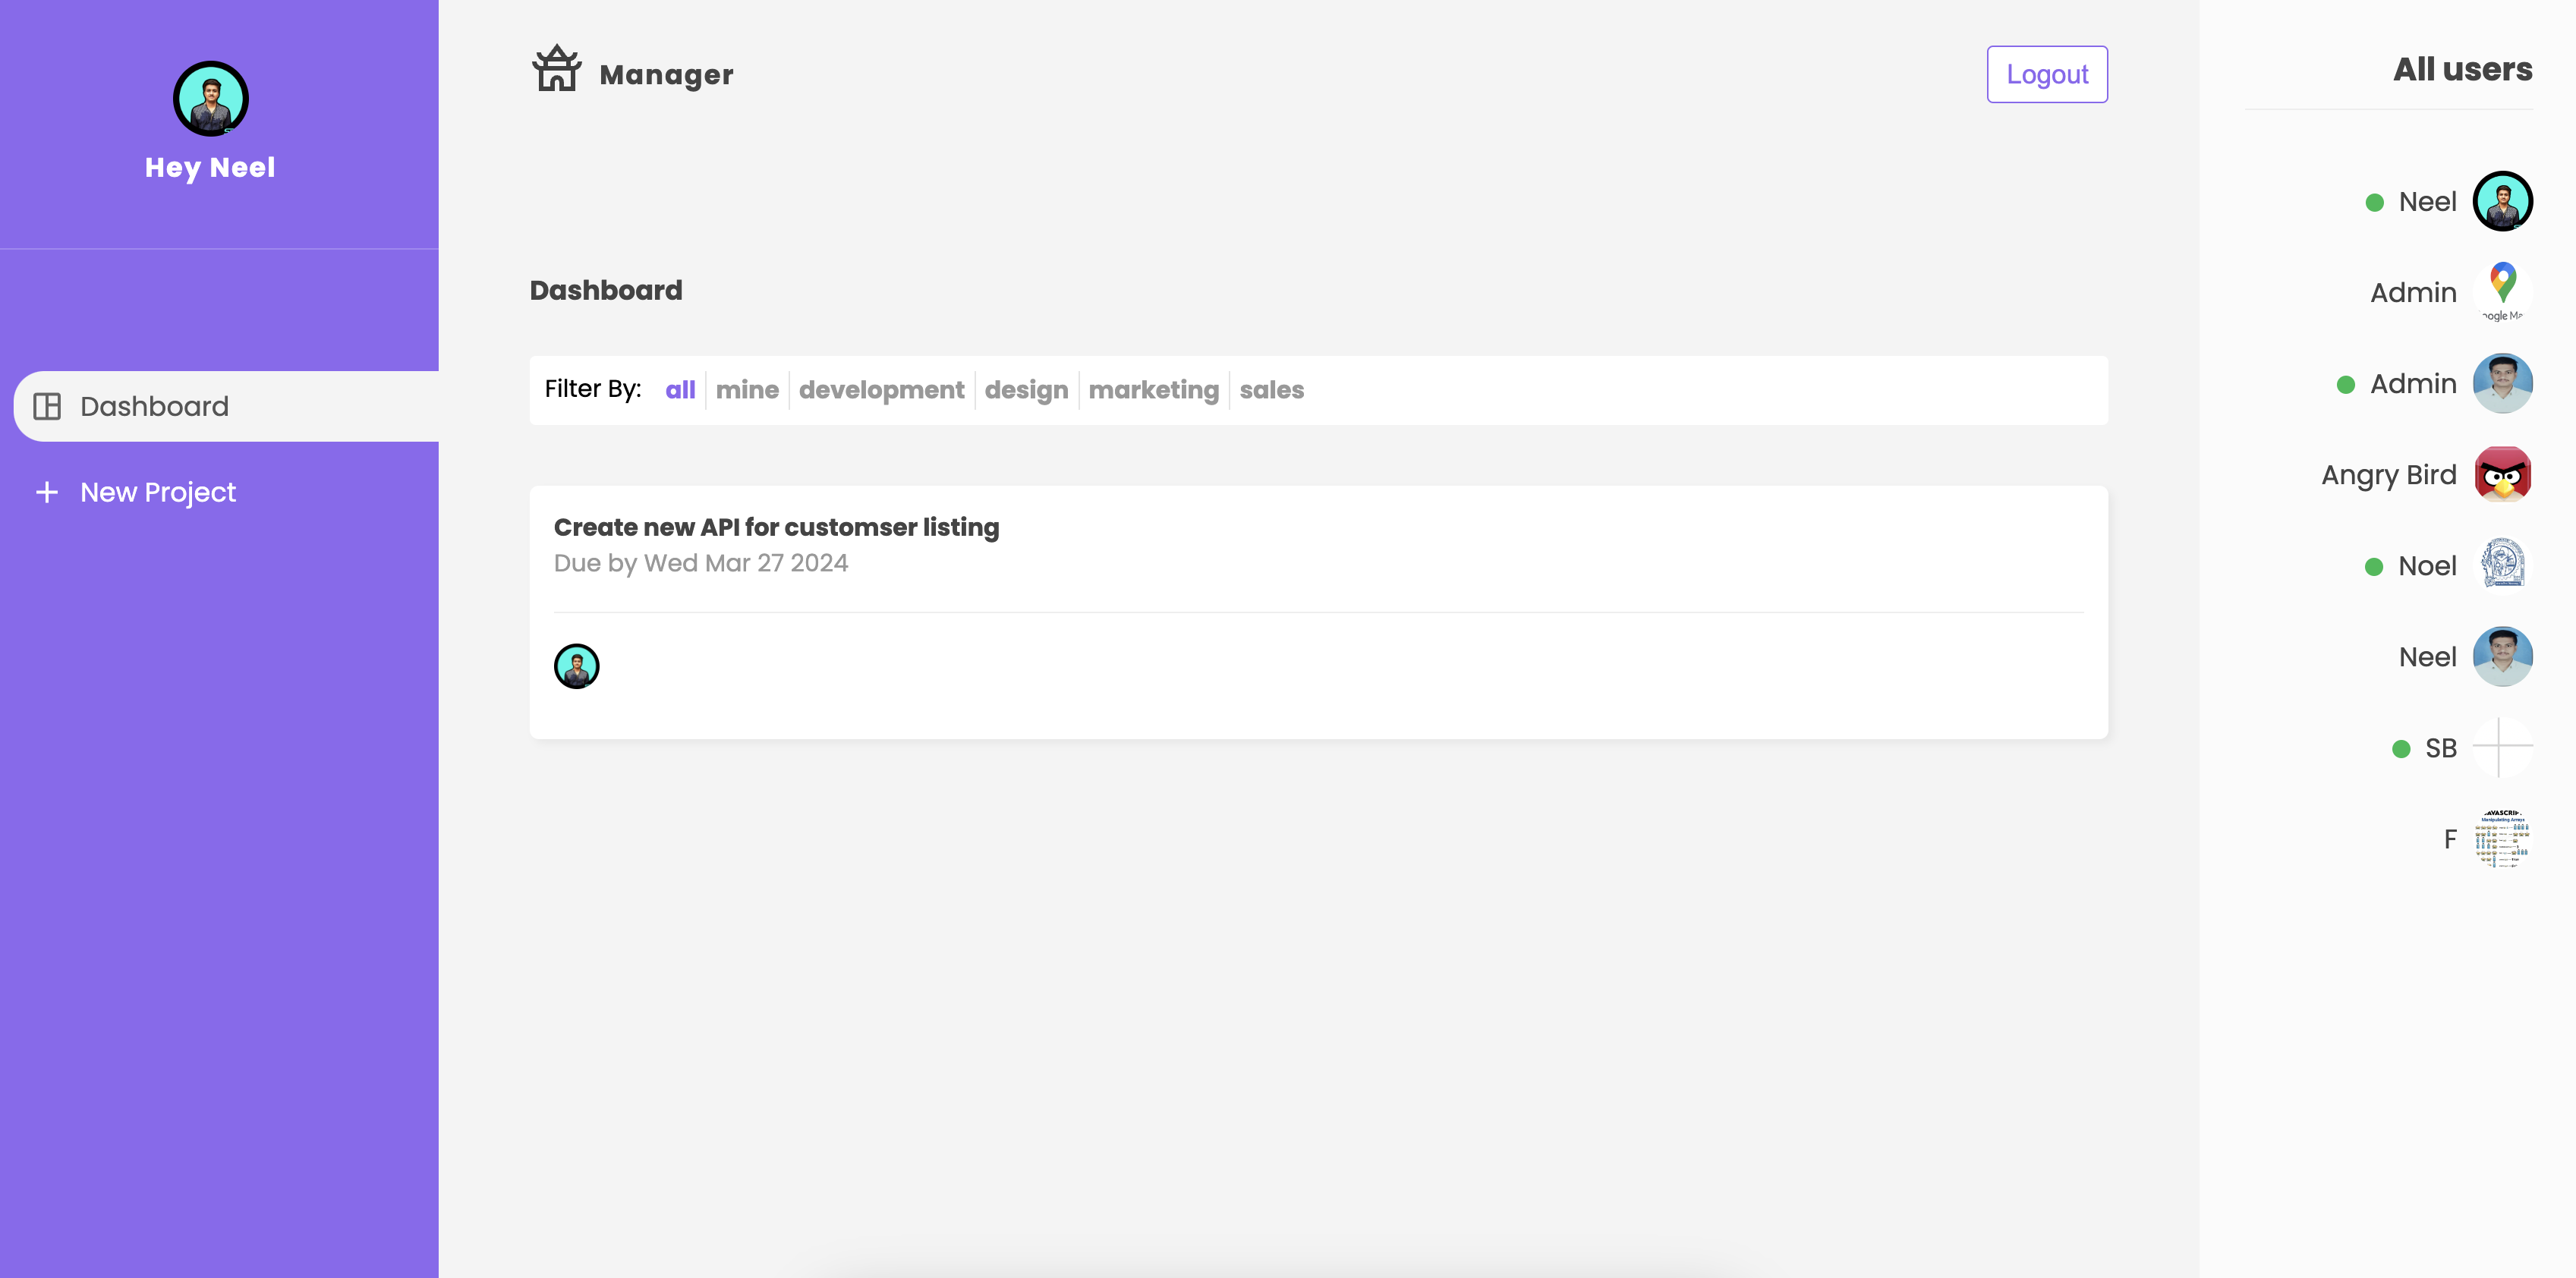 Hey Neel
Dashboard
New Project
Manager
Logout
Dashboard
Filter By: all mine development design marketing sales
Create new API for customser listing
Due by Wed Mar 27 2024
All users
Neel
Admin
Admin
Angry Bird
Noel
Neel
SB
F